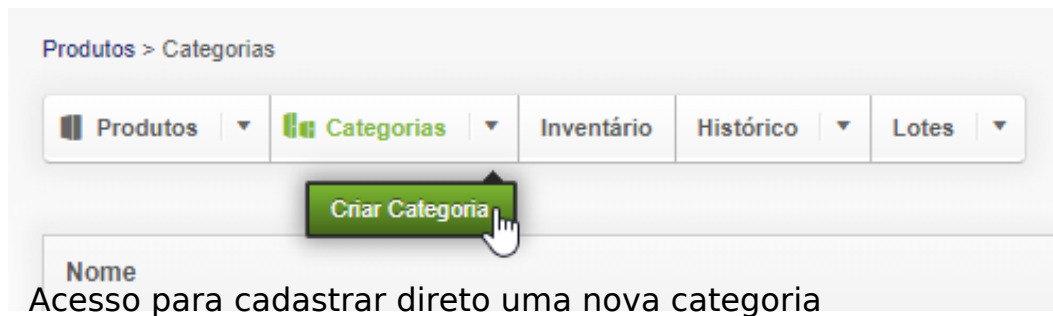 Produtos > Categorias
Produtos Categorias Inventário Histórico Lotes
Criar Categoria
Nome
Acesso para cadastrar direto uma nova categoria